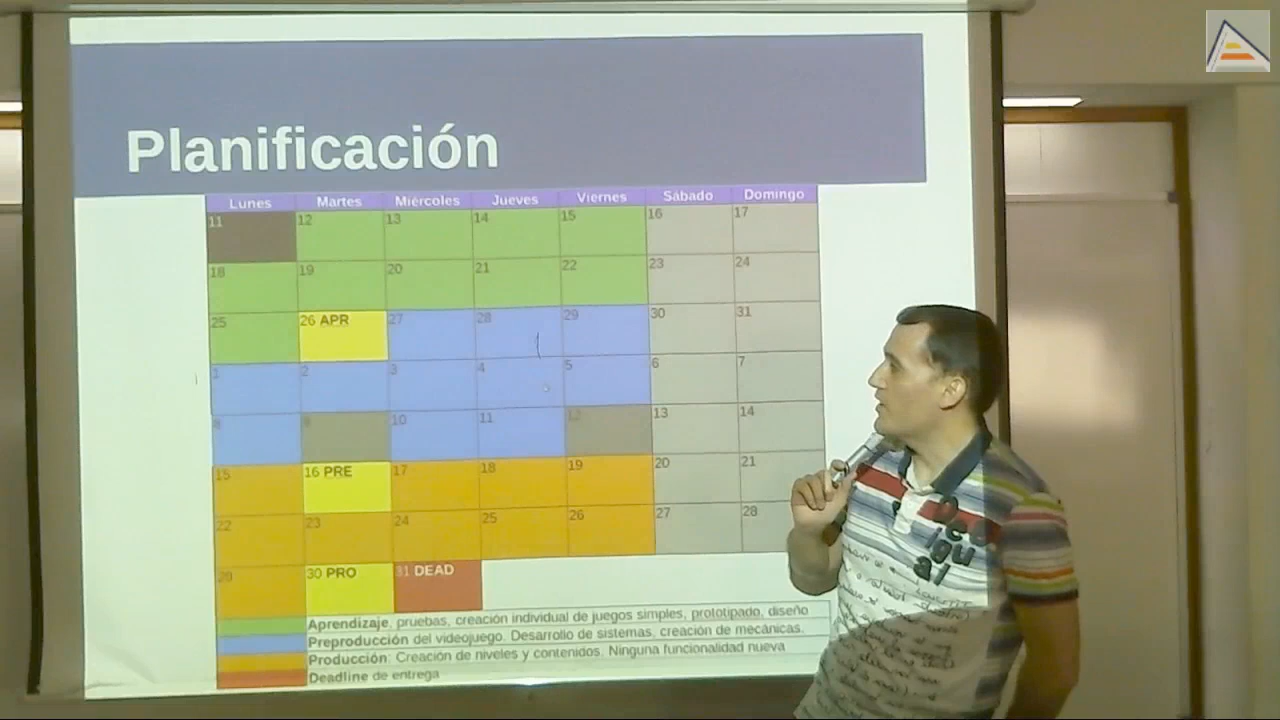 Planificación
Lunes Martes Miércoles Jueves Viernes Sábado Domingo
11 12 13 14 15 16 17
18 19 20 21 22 23 24
25 26 APR 27 28 29 30 31
1 2 3 4 5 6 7
8 9 10 11 12 13 14
15 16 PRE 17 18 19 20 21
22 23 24 25 26 27 28
29 30 PRO 31 DEAD
Aprendizaje, pruebas, creación individual de juegos simples, prototipado, diseño
Preproducción del videojuego. Desarrollo de sistemas, creación de mecánicas.
Producción: Creación de niveles y contenidos. Ninguna funcionalidad nueva
Deadline de entrega
Des
igu
al